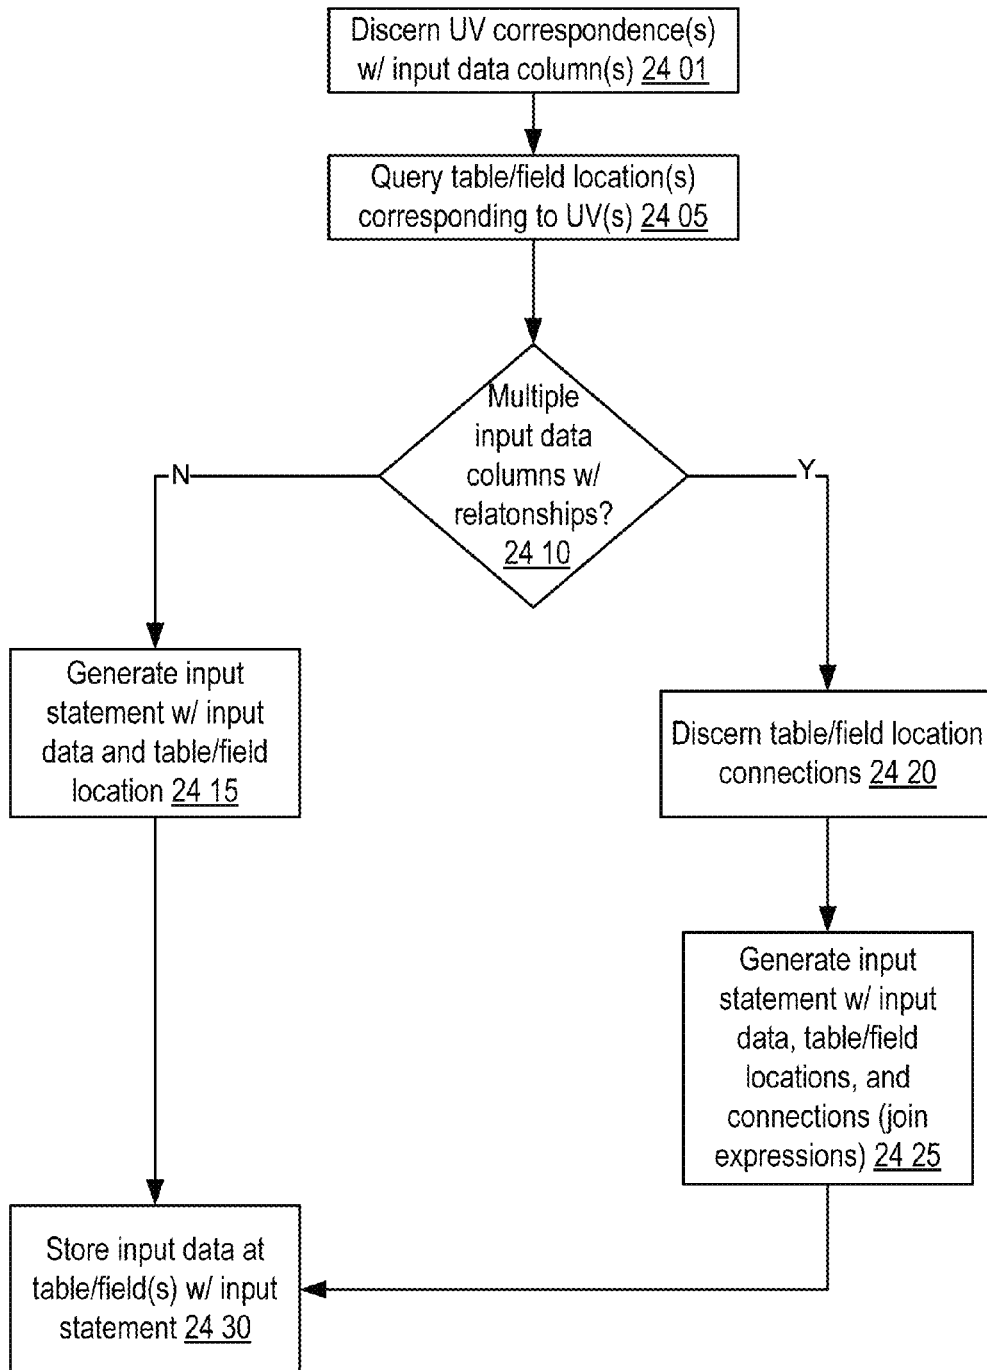 Discern UV correspondence(s)
w/ input data column(s) 24 01
Query table/field location(s)
corresponding to UV(s) 24 05
Multiple
input data
columns w/
relatonships?
24 10
N
Y
Generate input
statement w/ input
data and table/field
location 24 15
Discern table/field location
connections 24 20
Generate input
statement w/ input
data, table/field
locations, and
connections (join
expressions) 24 25
Store input data at
table/field(s) w/ input
statement 24 30